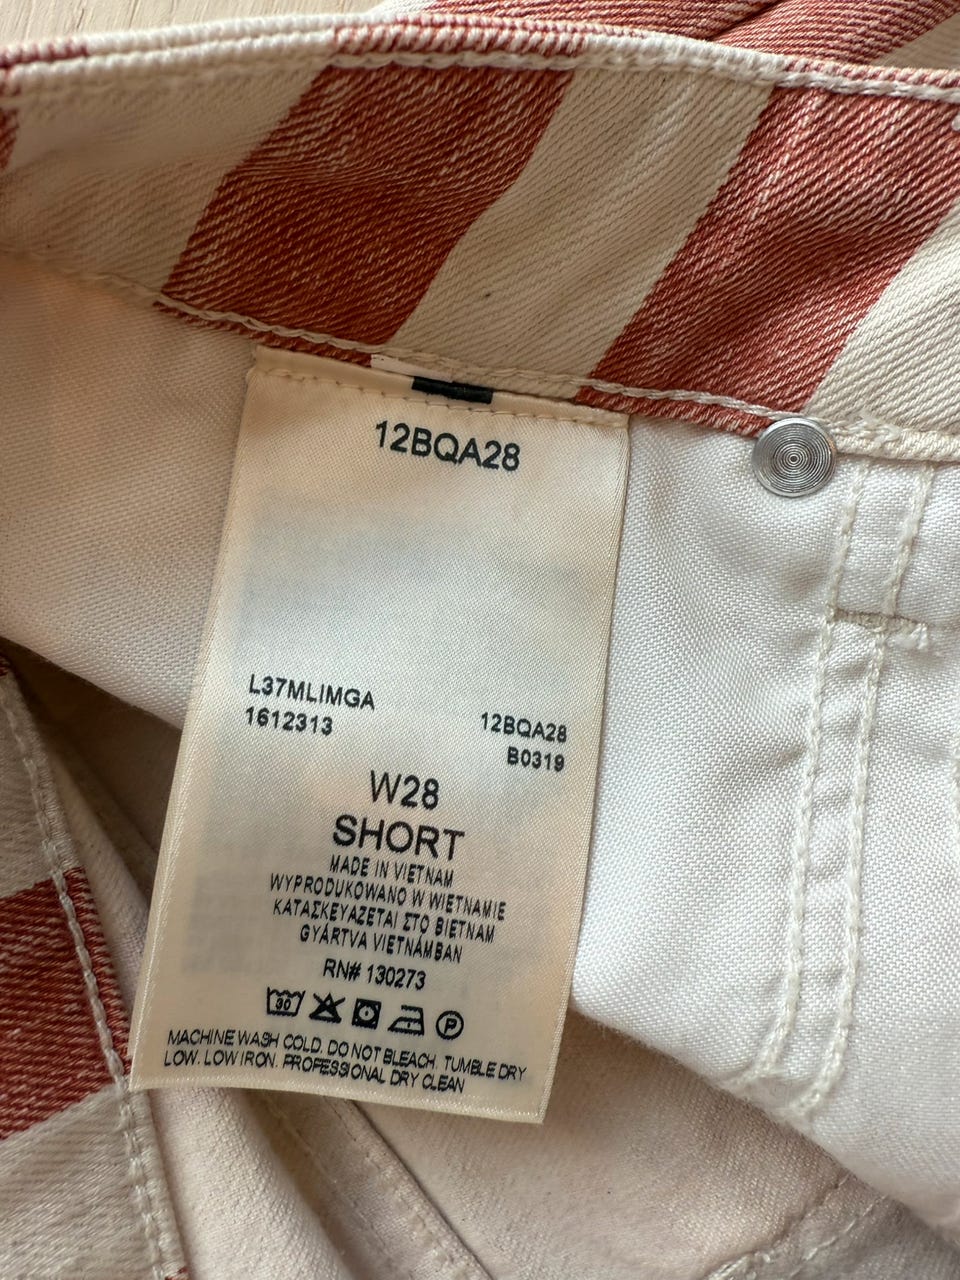 12BQA28
L37MLIMGA
1612313
12BQA28
B0319
W28
SHORT
MADE IN VIETNAM
WYPRODUKOWANO W WIETNAMIE
ΚΑΤΑΣΚΕΥΑΖΕΤΑΙ ΣΤΟ ΒΙΕΤΝΑΜ
GYÁRTVA VIETNÁMBAN
RN# 130273
30
P
MACHINE WASH COLD. DO NOT BLEACH. TUMBLE DRY
LOW. LOW IRON. PROFESSIONAL DRY CLEAN